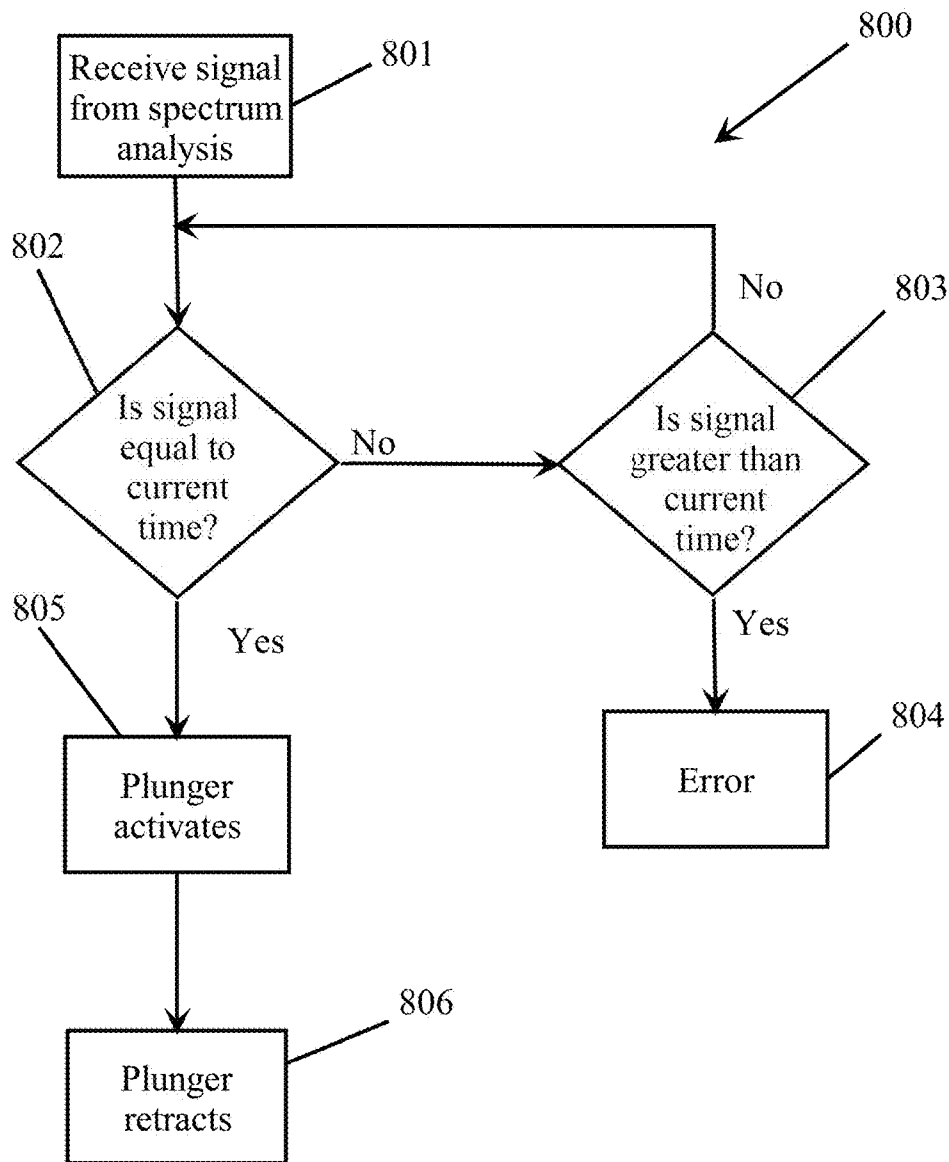 800
801
Receive signal
from spectrum
analysis
802
No
803
Is signal
equal to
current
time?
No
Is signal
greater than
current
time?
805
Yes
Yes
804
Plunger
activates
Error
806
Plunger
retracts